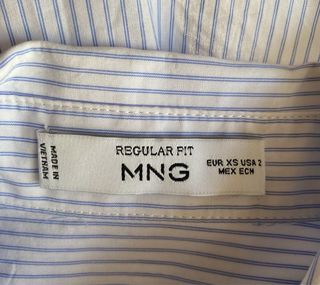 MADE IN
VIETNAM
REGULAR FIT
MNG
EUR XS USA 2
MEX ECH